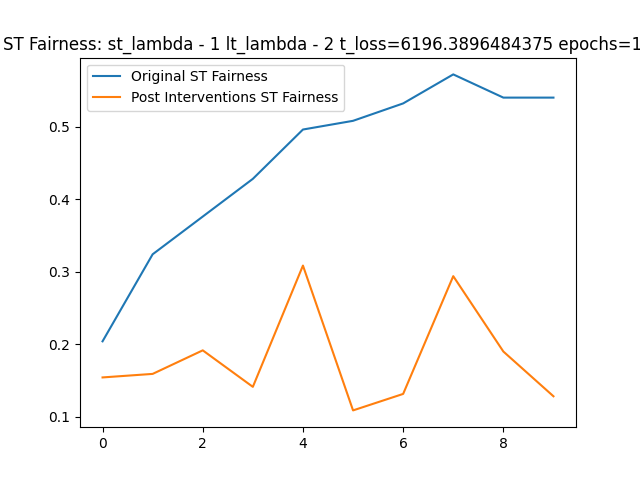 ST Fairness: st_lambda - 1 lt_lambda - 2 t_loss=6196.3896484375 epochs=1
Original ST Fairness
Post Interventions ST Fairness
0.5
0.4
0.3
0.2
0.1
0 2 4 6 8